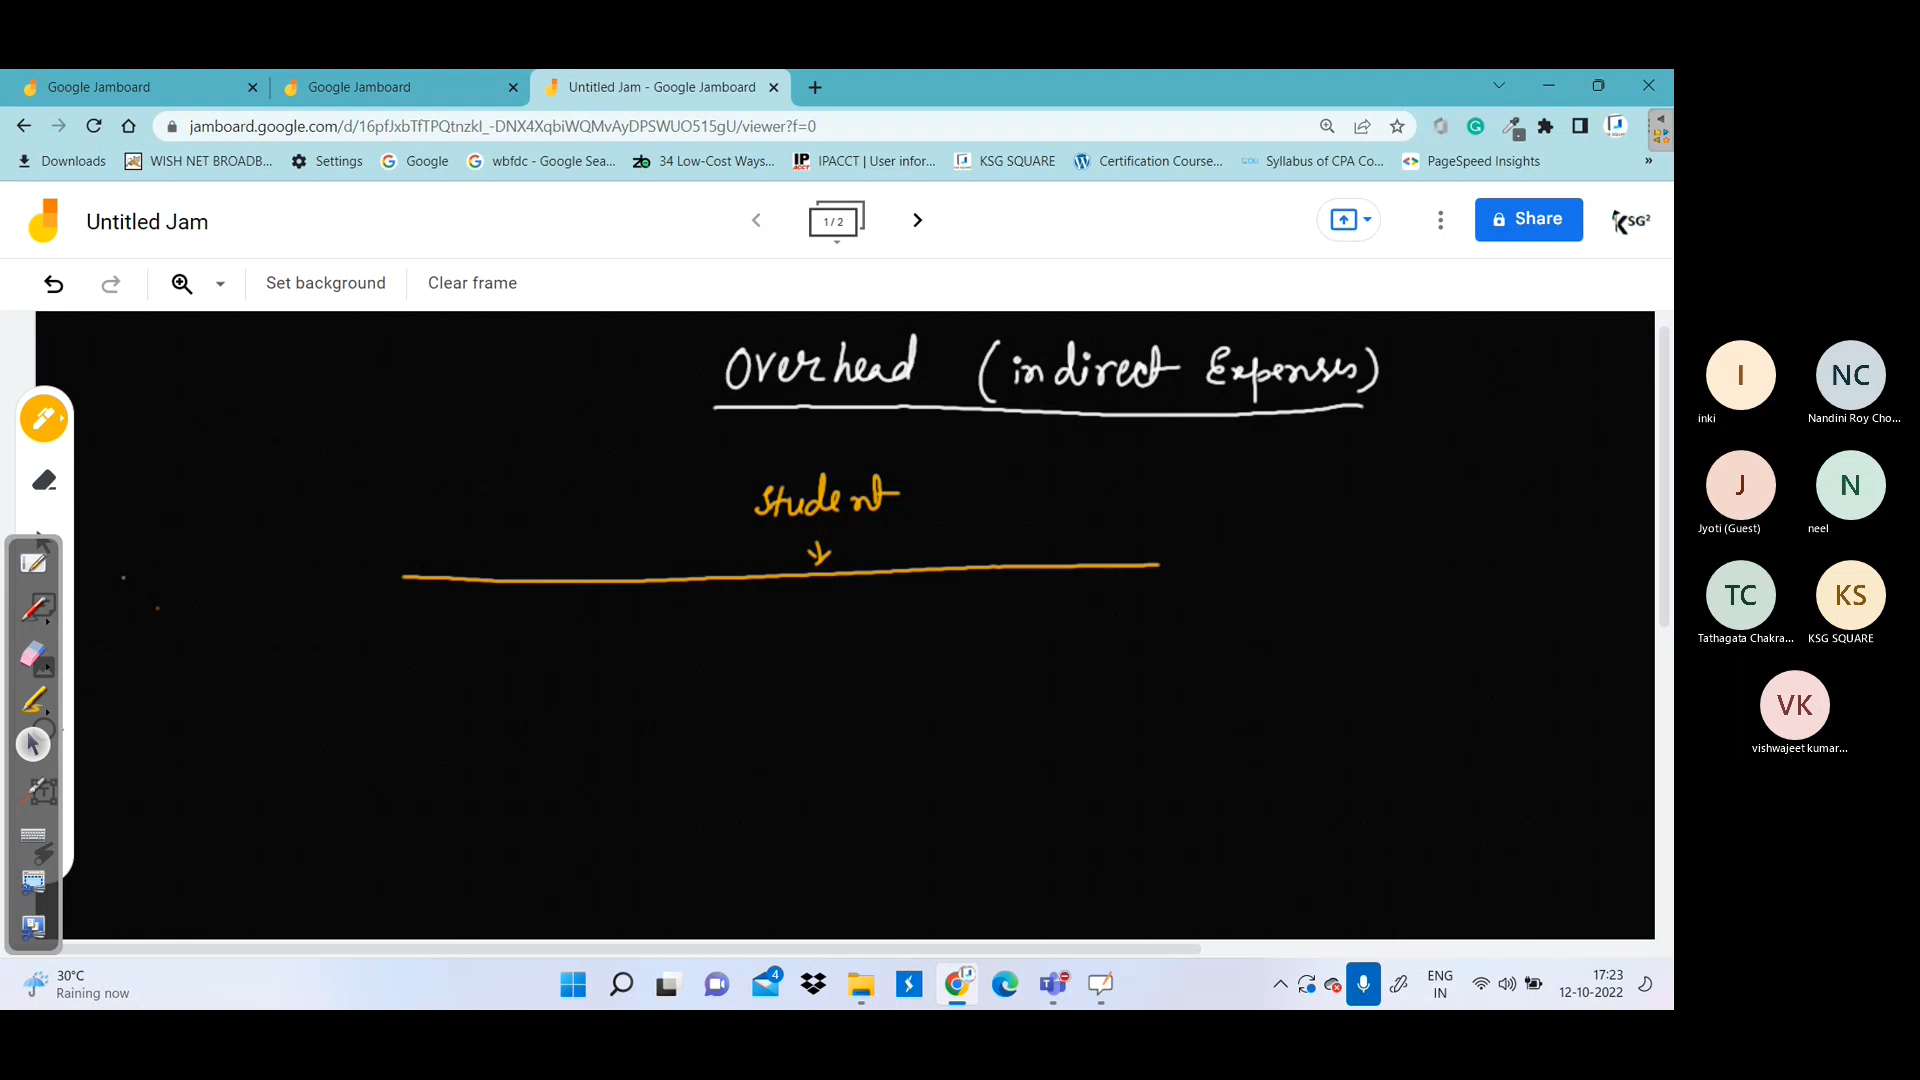 Google Jamboard
Google Jamboard
Untitled Jam - Google Jamboard
jamboard.google.com/d/16pfJxbTfTPQtnzkI_-DNX4XqbiWQMvAyDPSWUO515gU/viewer?f=0
Downloads
WISH NET BROADB...
Settings
Google
wbfdc - Google Sea...
34 Low-Cost Ways...
IPACCT | User infor...
KSG SQUARE
Certification Course...
Syllabus of CPA Co...
PageSpeed Insights
»
Untitled Jam
1 / 2
Share
KSG²
Set background
Clear frame
Overhead (indirect Expenses)
student
I
inki
NC
Nandini Roy Cho...
J
Jyoti (Guest)
N
neel
TC
Tathagata Chakra...
KS
KSG SQUARE
VK
vishwajeet kumar...
30°C
Raining now
4
ENG
IN
17:23
12-10-2022